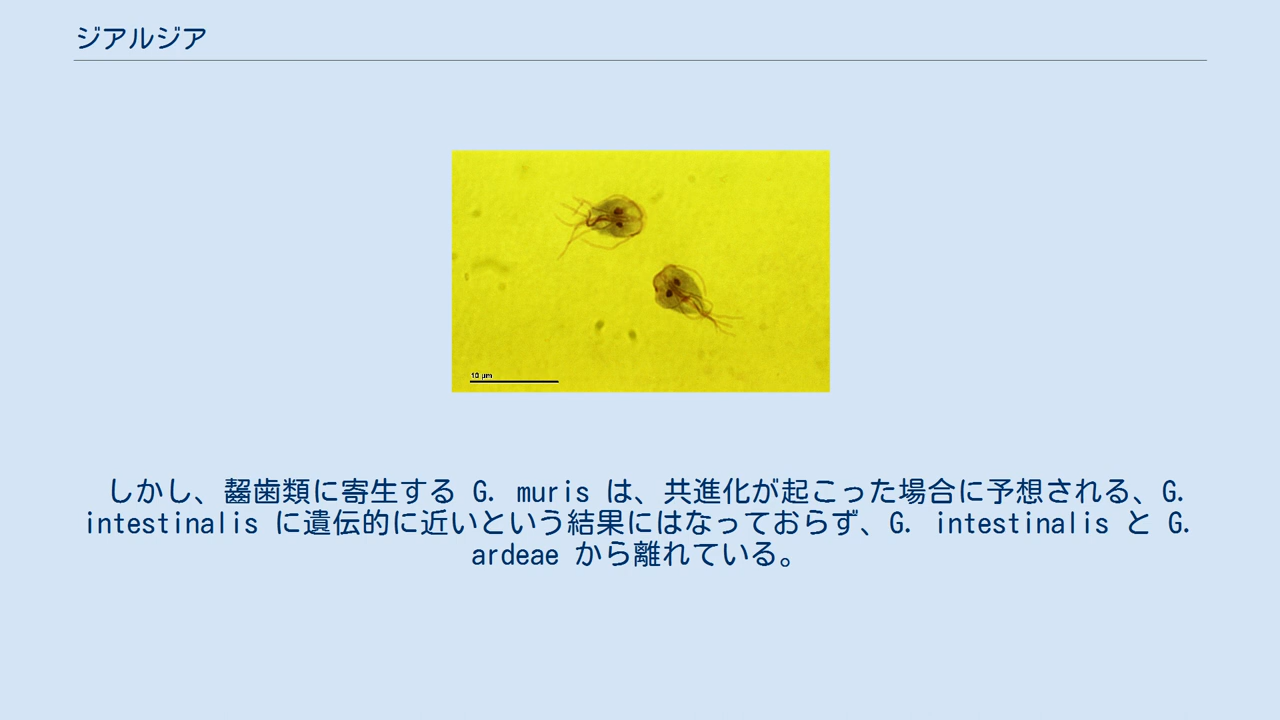 ジアルジア
10 μm
しかし、齧歯類に寄生する G. muris は、共進化が起こった場合に予想される、G.
intestinalis に遺伝的に近いという結果にはなっておらず、G. intestinalis と G.
ardeae から離れている。